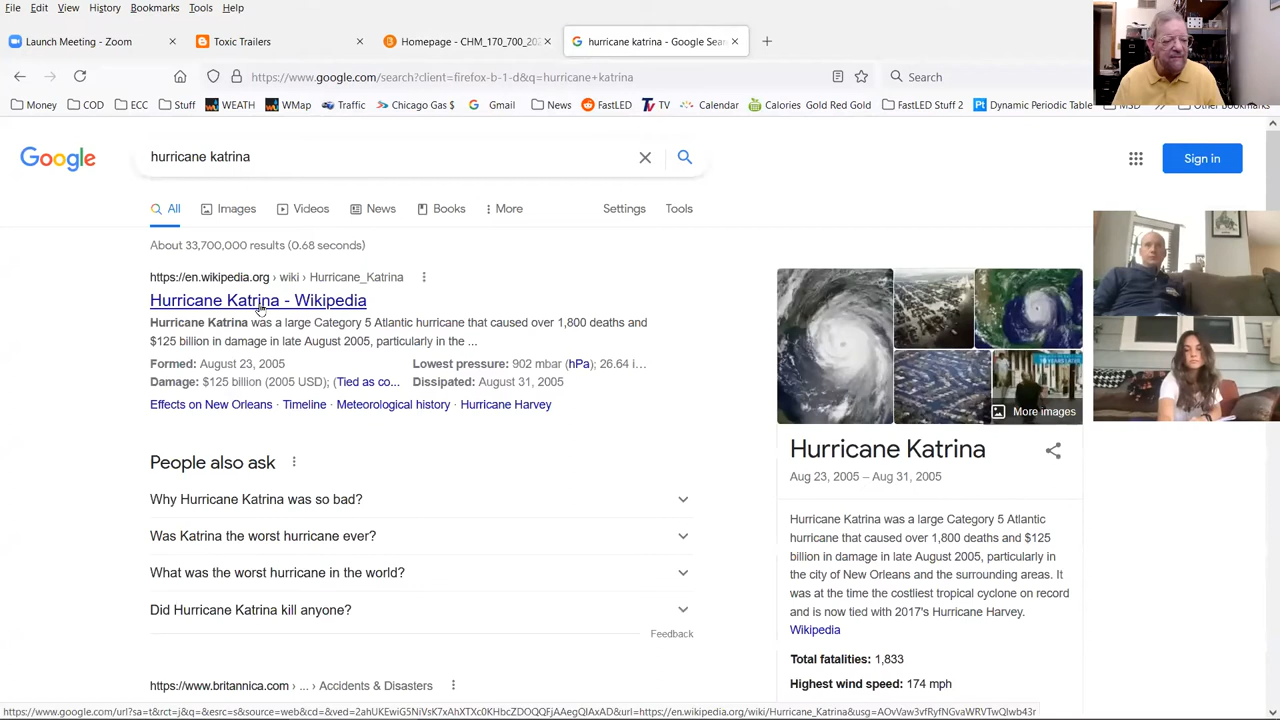 File Edit View History Bookmarks Tools Help
Launch Meeting - Zoom
Toxic Trailers
Homepage - CHM_170_700_202
hurricane katrina - Google Sear
https://www.google.com/search?client=firefox-b-1-d&q=hurricane+katrina
Search
Money COD ECC Stuff WEATH WMap Traffic Chicago Gas $ Gmail News FastLED TV Calendar Calories Gold Red Gold FastLED Stuff 2 Dynamic Periodic Table MSD Other Bookmarks
Google
hurricane katrina
Sign in
All Images Videos News Books More Settings Tools
About 33,700,000 results (0.68 seconds)
https://en.wikipedia.org › wiki › Hurricane_Katrina
Hurricane Katrina - Wikipedia
Hurricane Katrina was a large Category 5 Atlantic hurricane that caused over 1,800 deaths and
$125 billion in damage in late August 2005, particularly in the ...
Formed: August 23, 2005 Lowest pressure: 902 mbar (hPa); 26.64 i…
Damage: $125 billion (2005 USD); (Tied as co... Dissipated: August 31, 2005
Effects on New Orleans · Timeline · Meteorological history · Hurricane Harvey
People also ask
Why Hurricane Katrina was so bad?
Was Katrina the worst hurricane ever?
What was the worst hurricane in the world?
Did Hurricane Katrina kill anyone?
Feedback
https://www.britannica.com › ... › Accidents & Disasters
More images
Hurricane Katrina
Aug 23, 2005 – Aug 31, 2005
Hurricane Katrina was a large Category 5 Atlantic
hurricane that caused over 1,800 deaths and $125
billion in damage in late August 2005, particularly in
the city of New Orleans and the surrounding areas. It
was at the time the costliest tropical cyclone on record
and is now tied with 2017's Hurricane Harvey.
Wikipedia
Total fatalities: 1,833
Highest wind speed: 174 mph